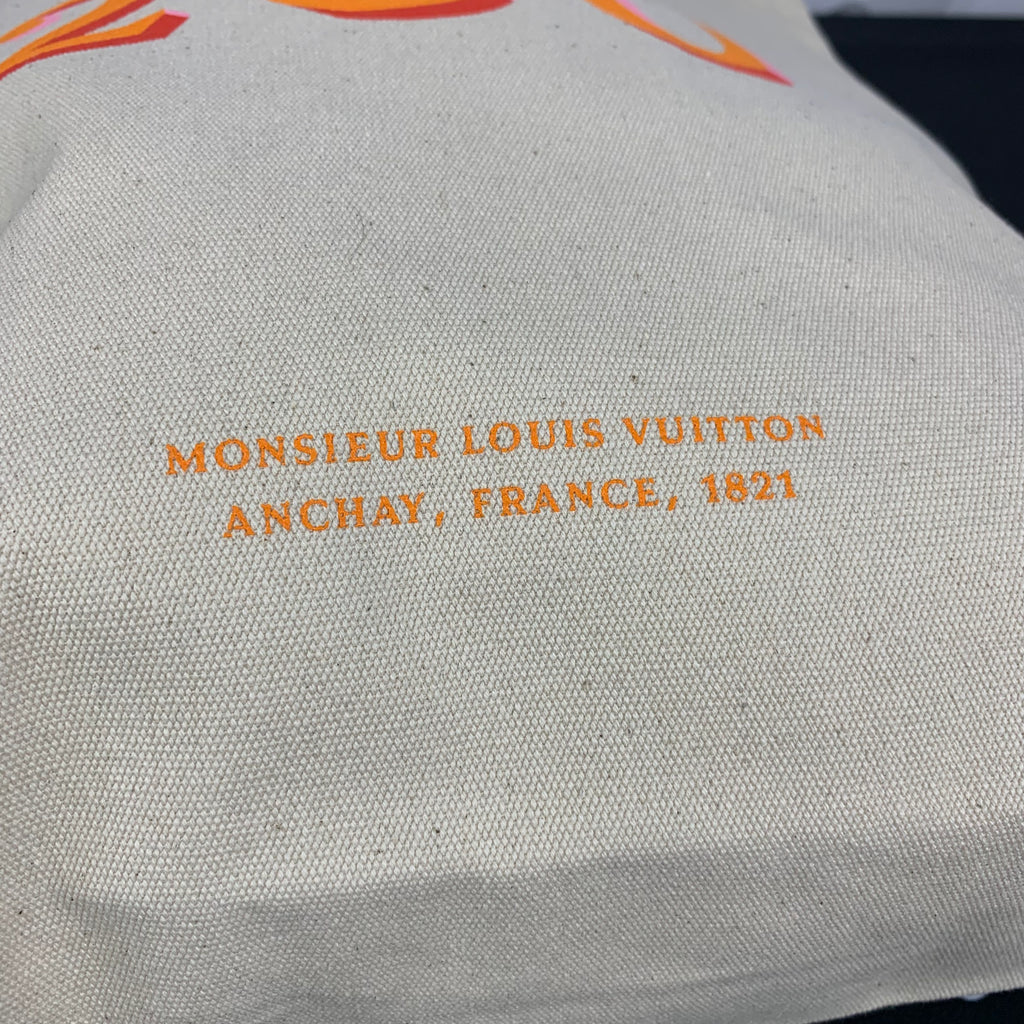 MONSIEUR LOUIS VUITTON
ANCHAY, FRANCE, 1821